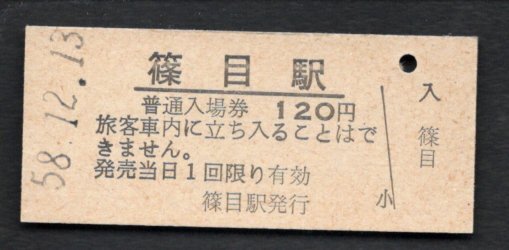 58.12.13
篠目駅
普通入場券 120円
旅客車内に立ち入ることはで
きません。
発売当日1回限り有効
篠目駅発行
小
入
篠目